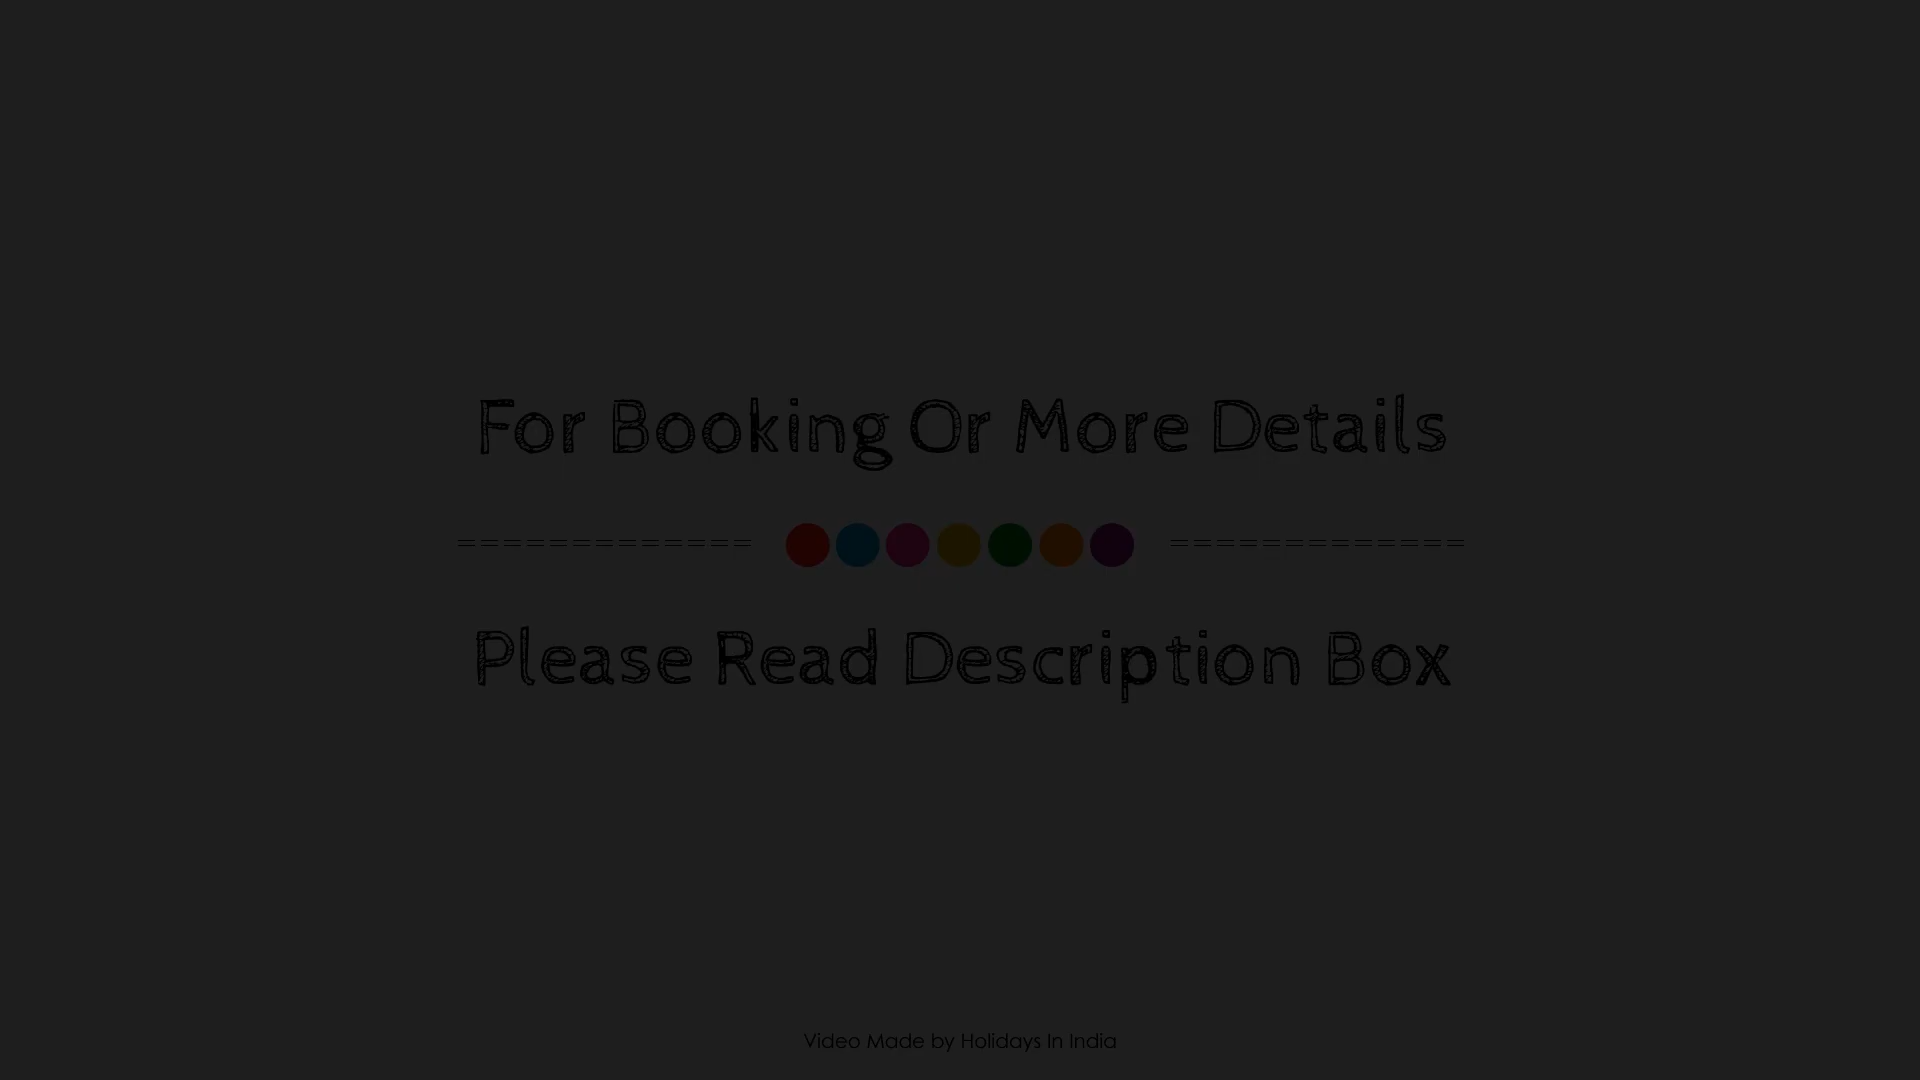 For Booking Or More Details
============= =============
Please Read Description Box
Video Made by Holidays In India